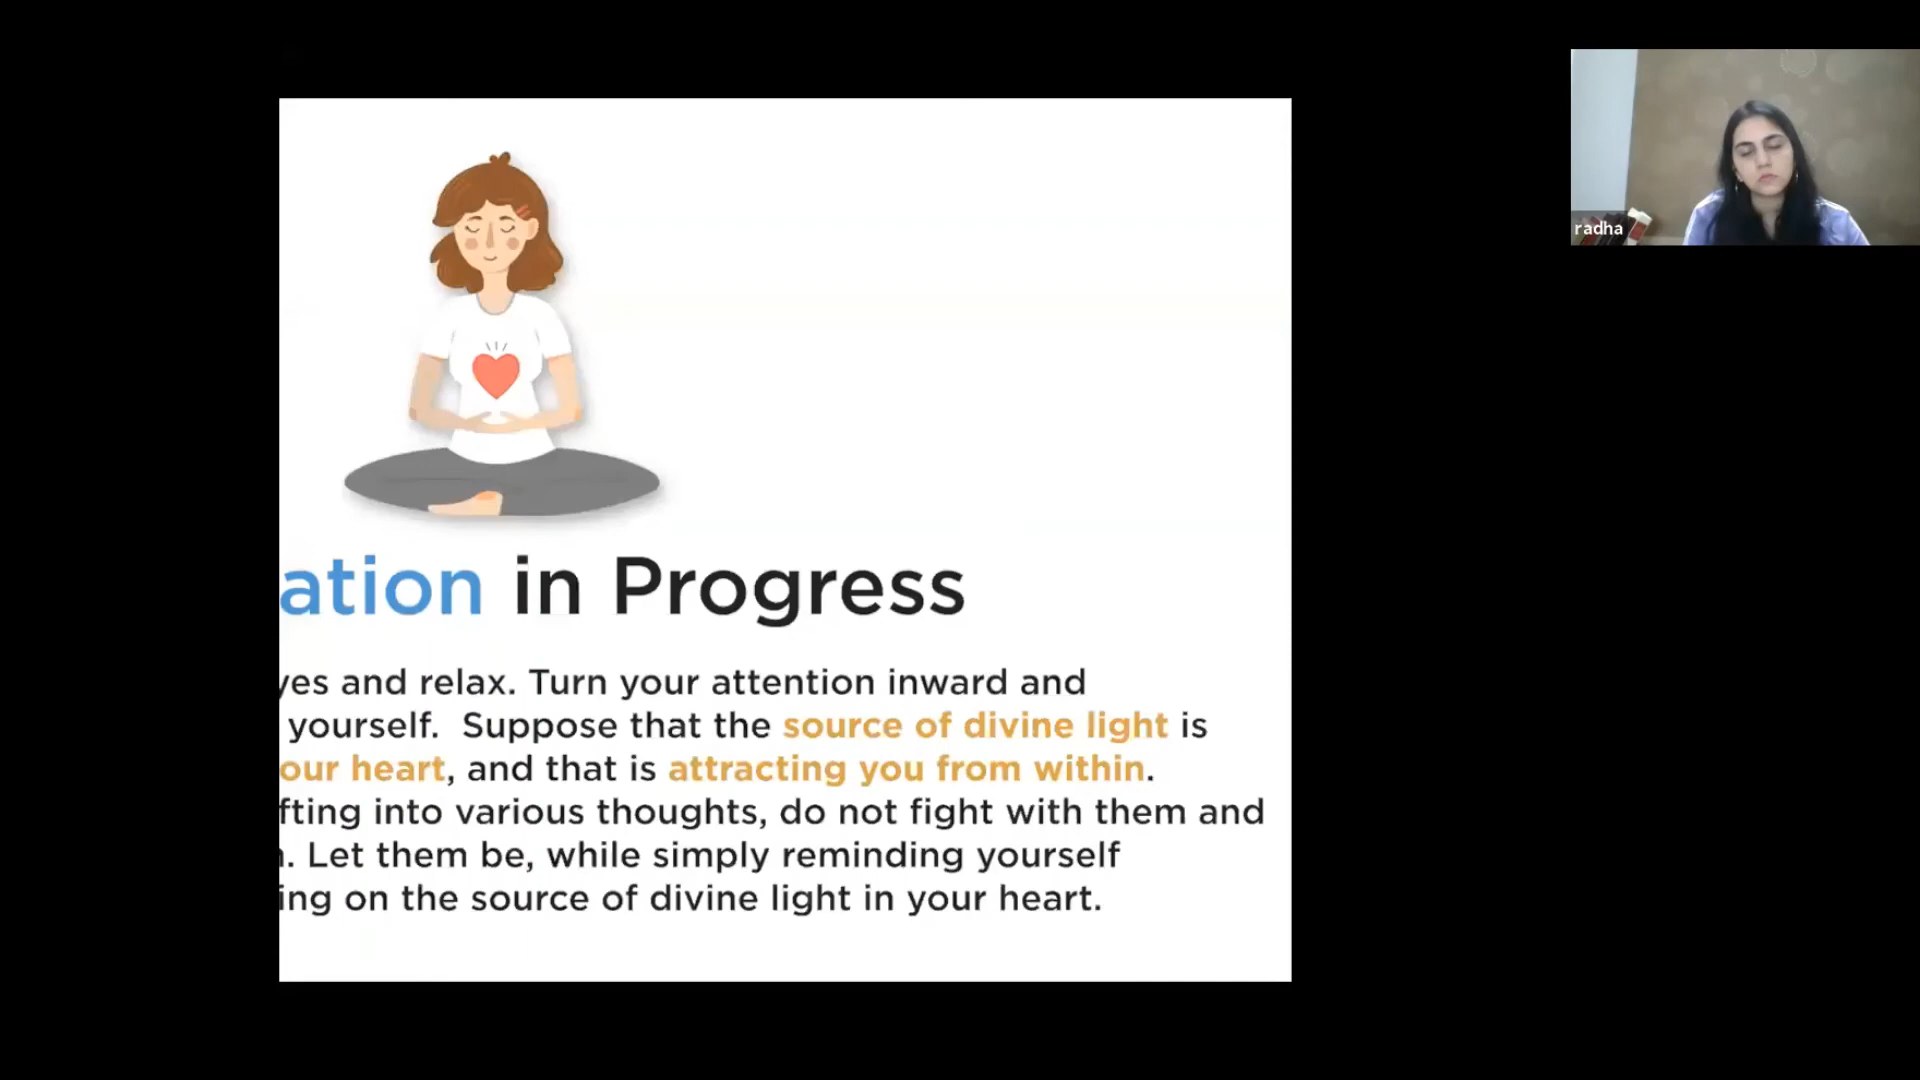 radha
ation in Progress
yes and relax. Turn your attention inward and
yourself. Suppose that the source of divine light is
our heart, and that is attracting you from within.
fting into various thoughts, do not fight with them and
. Let them be, while simply reminding yourself
ing on the source of divine light in your heart.